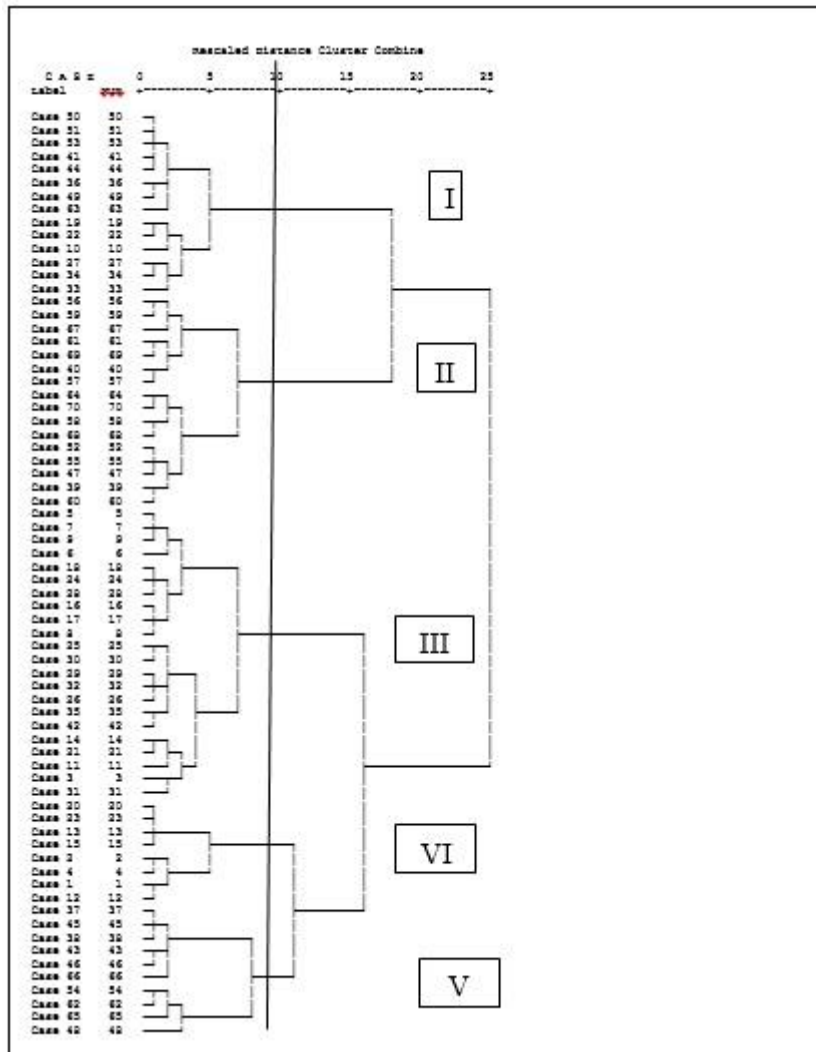 Rescaled Distance Cluster Combine
C A S E 0 5 10 15 20 25
Label Num
Case 50 50
Case 51 51
Case 53 53
Case 41 41
Case 44 44
Case 36 36
Case 49 49
Case 63 63
Case 19 19
Case 22 22
Case 10 10
Case 27 27
Case 34 34
Case 33 33
Case 56 56
Case 59 59
Case 67 67
Case 61 61
Case 69 69
Case 40 40
Case 57 57
Case 64 64
Case 70 70
Case 58 58
Case 68 68
Case 52 52
Case 55 55
Case 47 47
Case 39 39
Case 60 60
Case 5 5
Case 7 7
Case 9 9
Case 6 6
Case 18 18
Case 24 24
Case 28 28
Case 16 16
Case 17 17
Case 8 8
Case 25 25
Case 30 30
Case 29 29
Case 32 32
Case 26 26
Case 35 35
Case 42 42
Case 14 14
Case 21 21
Case 11 11
Case 3 3
Case 31 31
Case 20 20
Case 23 23
Case 13 13
Case 15 15
Case 2 2
Case 4 4
Case 1 1
Case 12 12
Case 37 37
Case 45 45
Case 38 38
Case 43 43
Case 46 46
Case 66 66
Case 54 54
Case 62 62
Case 65 65
Case 48 48
I
II
III
VI
V